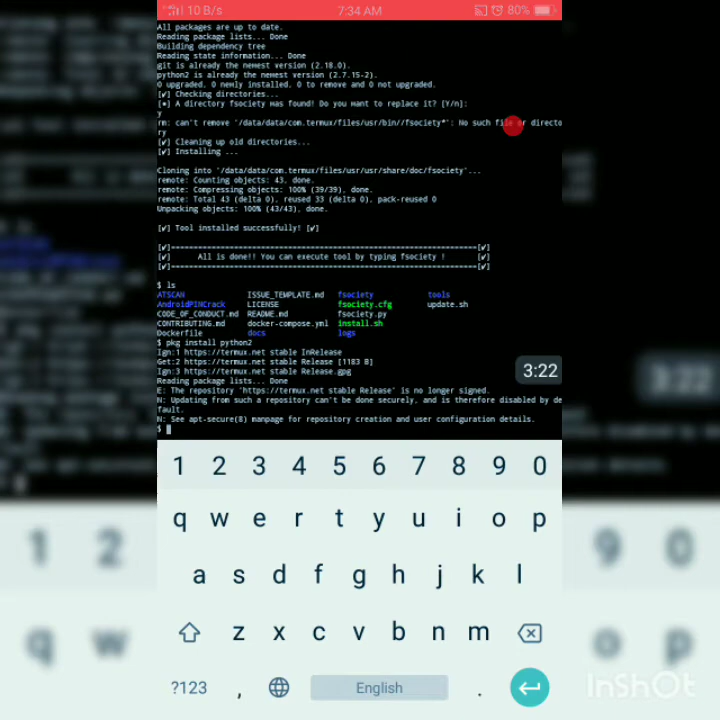 10 B/s 7:34 AM 80%
All packages are up to date.
Reading package lists... Done
Building dependency tree
Reading state information... Done
git is already the newest version (2.18.0).
python2 is already the newest version (2.7.15-2).
0 upgraded, 0 newly installed, 0 to remove and 0 not upgraded.
[✔] Checking directories...
[◉] A directory fsociety was found! Do you want to replace it? [Y/n]:
y
rm: can't remove '/data/data/com.termux/files/usr/bin//fsociety*': No such file or directo
ry
[✔] Cleaning up old directories...
[✔] Installing ...
Cloning into '/data/data/com.termux/files/usr/usr/share/doc/fsociety'...
remote: Counting objects: 43, done.
remote: Compressing objects: 100% (39/39), done.
remote: Total 43 (delta 0), reused 33 (delta 0), pack-reused 0
Unpacking objects: 100% (43/43), done.
[✔] Tool installed successfully! [✔]
[✔]==========================================================[✔]
[✔] All is done!! You can execute tool by typing fsociety ! [✔]
[✔]==========================================================[✔]
$ ls
ATSCAN ISSUE_TEMPLATE.md fsociety tools
AndroidPINCrack LICENSE fsociety.cfg update.sh
CODE_OF_CONDUCT.md README.md fsociety.py
CONTRIBUTING.md docker-compose.yml install.sh
Dockerfile docs logs
$ pkg install python2
Ign:1 https://termux.net stable InRelease
Get:2 https://termux.net stable Release [1183 B]
Ign:3 https://termux.net stable Release.gpg
3:22
Reading package lists... Done
E: The repository 'https://termux.net stable Release' is no longer signed.
N: Updating from such a repository can't be done securely, and is therefore disabled by de
fault.
N: See apt-secure(8) manpage for repository creation and user configuration details.
$
1 2 3 4 5 6 7 8 9 0
q w e r t y u i o p
a s d f g h j k l
z x c v b n m
?123 , English .
InShOt